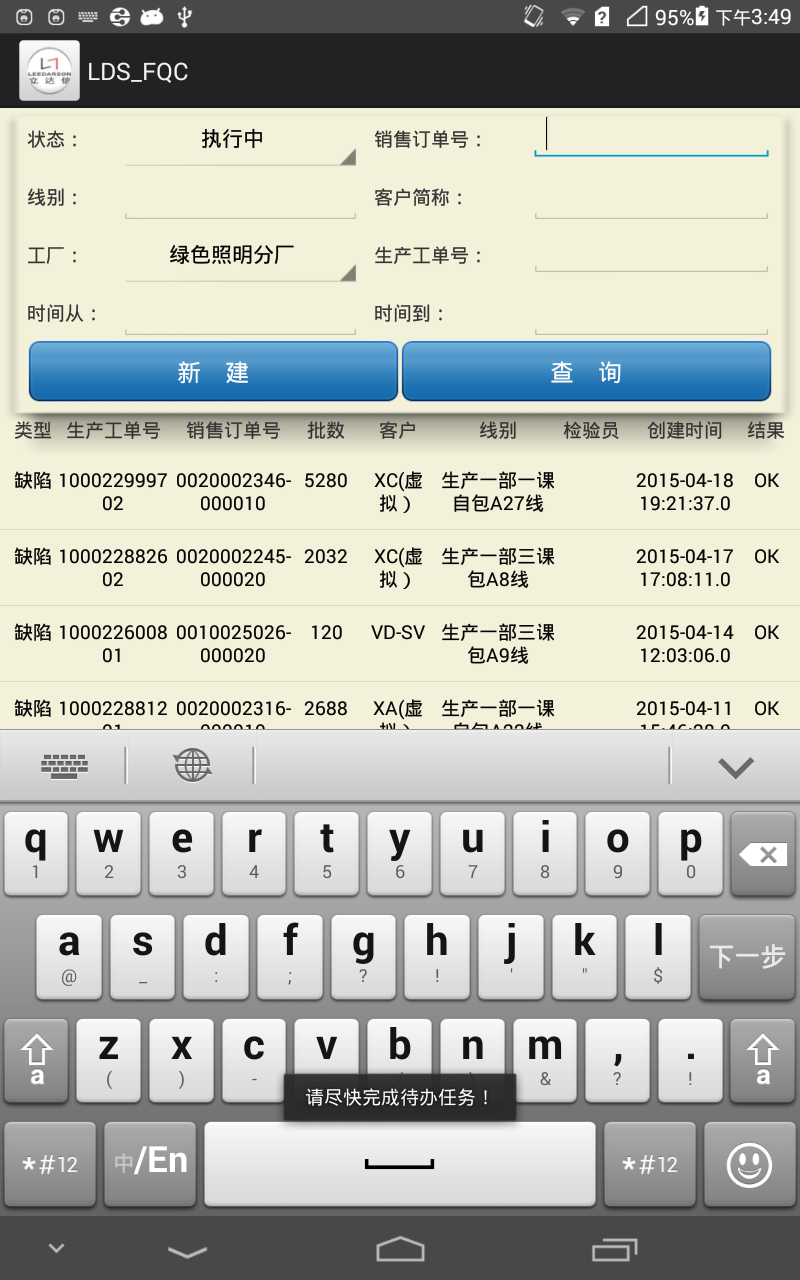 95% 下午3:49
LEEDARSON
立达信
LDS_FQC
状态： 执行中 销售订单号：
线别： 客户简称：
工厂： 绿色照明分厂 生产工单号：
时间从： 时间到：
新 建 查 询
类型 生产工单号 销售订单号 批数 客户 线别 检验员 创建时间 结果
缺陷 1000229997 0020002346- 5280 XC(虚 生产一部一课 2015-04-18 OK
02 000010 拟） 自包A27线 19:21:37.0
缺陷 1000228826 0020002245- 2032 XC(虚 生产一部三课 2015-04-17 OK
02 000020 拟） 包A8线 17:08:11.0
缺陷 1000226008 0010025026- 120 VD-SV 生产一部三课 2015-04-14 OK
01 000020 包A9线 12:03:06.0
缺陷 1000228812 0020002316- 2688 XA(虚 生产一部一课 2015-04-11 OK
q w e r t y u i o p
1 2 3 4 5 6 7 8 9 0
a s d f g h j k l 下一步
@ _ : ; ? ! ' " $
z x c v b n m , .
a ( ) - & ? ! a
请尽快完成待办任务！
*#12 中/En *#12